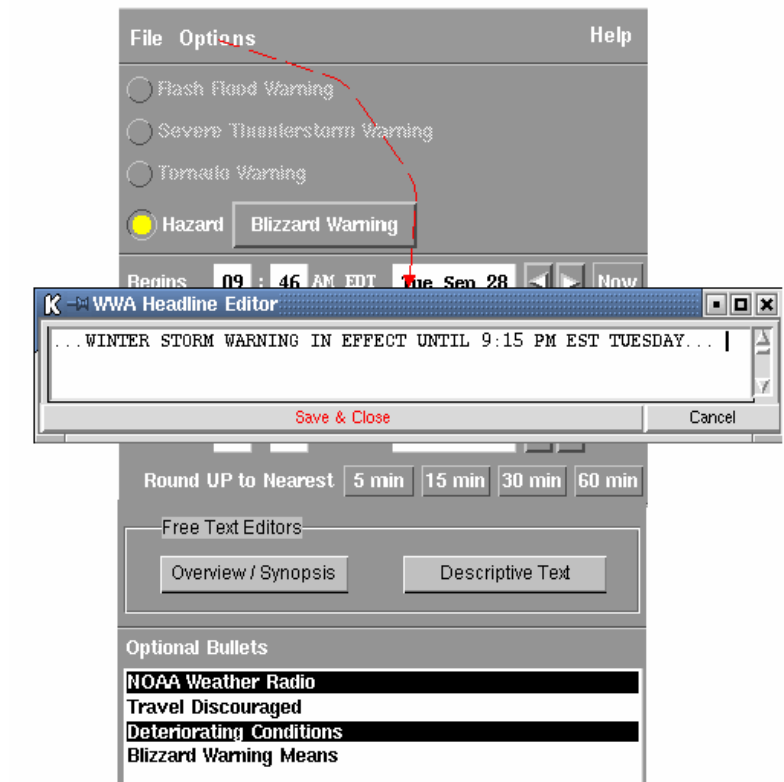 File Options Help
Flash Flood Warning
Severe Thunderstorm Warning
Tornado Warning
Hazard Blizzard Warning
Begins 09 : 46 AM EDT Tue Sep 28 Now
WWA Headline Editor
...WINTER STORM WARNING IN EFFECT UNTIL 9:15 PM EST TUESDAY...
Save & Close Cancel
Round UP to Nearest 5 min 15 min 30 min 60 min
Free Text Editors
Overview / Synopsis Descriptive Text
Optional Bullets
NOAA Weather Radio
Travel Discouraged
Deteriorating Conditions
Blizzard Warning Means